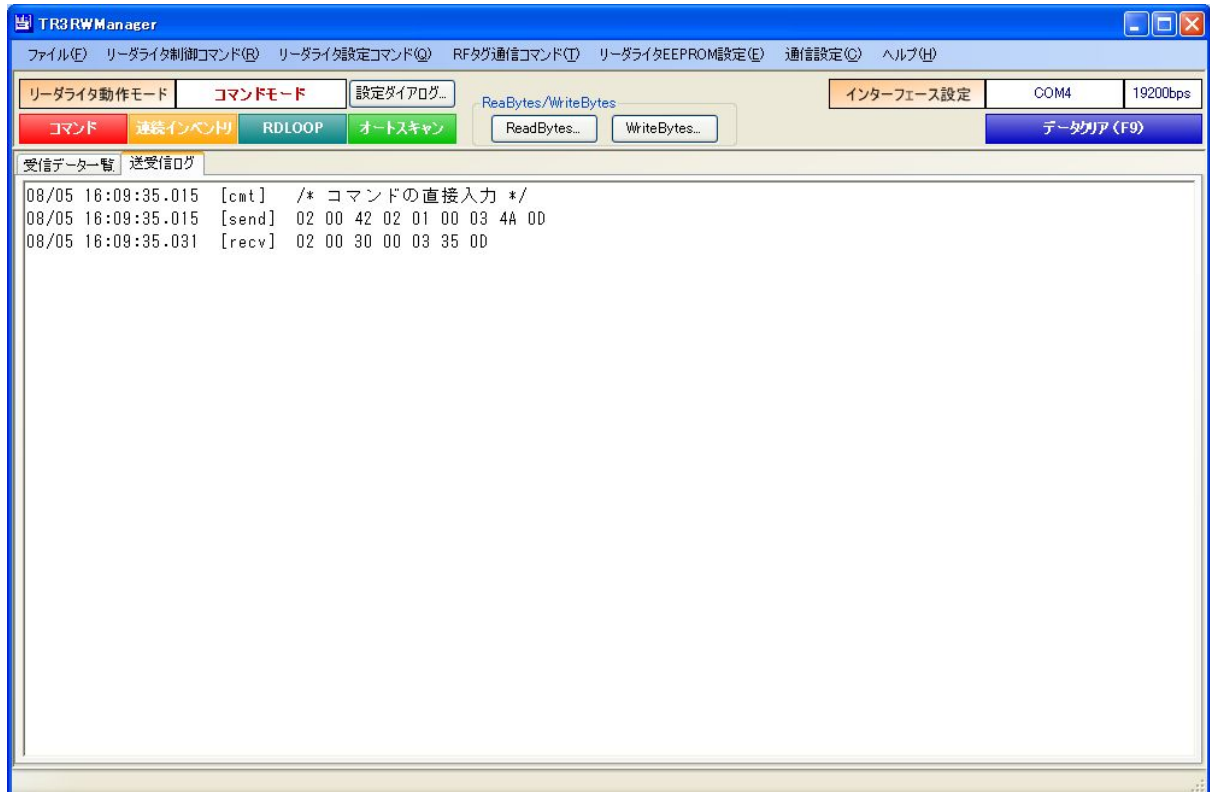 TR3RWManager
ファイル(F) リーダライタ制御コマンド(R) リーダライタ設定コマンド(Q) RFタグ通信コマンド(T) リーダライタEEPROM設定(E) 通信設定(C) ヘルプ(H)
リーダライタ動作モード コマンドモード 設定ダイアログ... ReaBytes/WriteBytes インターフェース設定 COM4 19200bps
コマンド 連続インベントリ RDLOOP オートスキャン ReadBytes... WriteBytes... データクリア(F9)
受信データ一覧 送受信ログ
08/05 16:09:35.015 [cmt] /* コマンドの直接入力 */
08/05 16:09:35.015 [send] 02 00 42 02 01 00 03 4A 0D
08/05 16:09:35.031 [recv] 02 00 30 00 03 35 0D